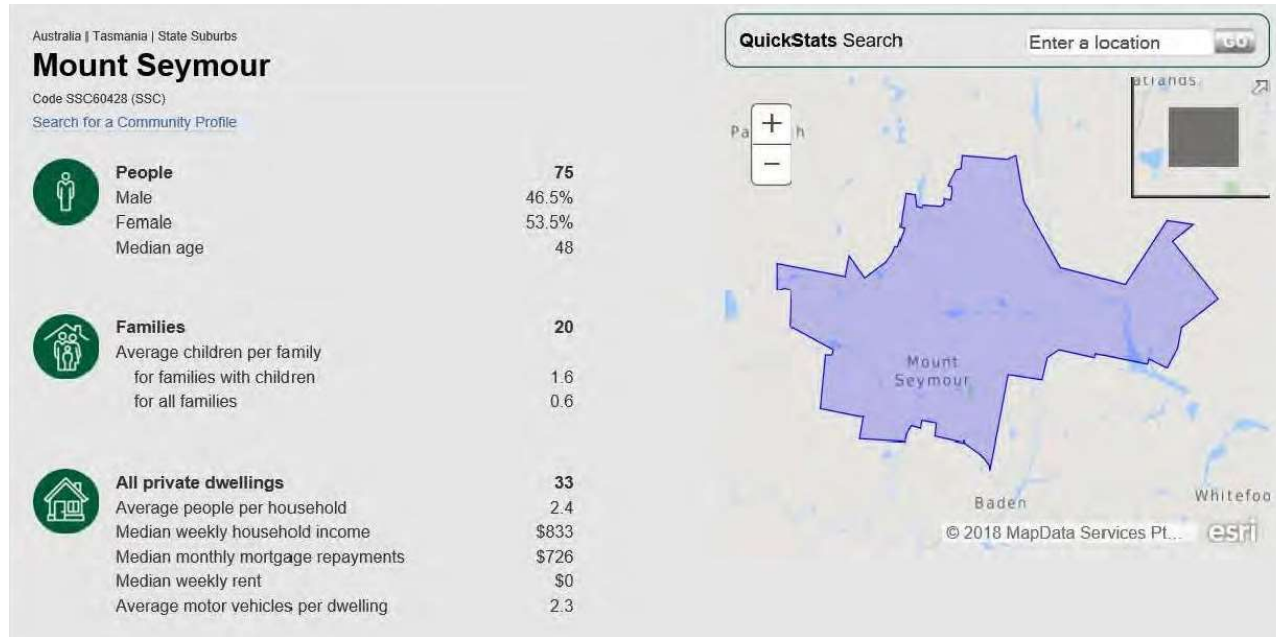 Australia | Tasmania | State Suburbs
Mount Seymour
Code SSC60428 (SSC)
Search for a Community Profile
People 75
Male 46.5%
Female 53.5%
Median age 48
Families 20
Average children per family
for families with children 1.6
for all families 0.6
All private dwellings 33
Average people per household 2.4
Median weekly household income $833
Median monthly mortgage repayments $726
Median weekly rent $0
Average motor vehicles per dwelling 2.3
QuickStats Search Enter a location GO
atlands
Pa h
+
−
Mount
Seymour
Baden
Whitefoo
© 2018 MapData Services Pt... esri